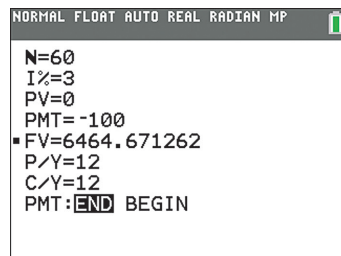 NORMAL FLOAT AUTO REAL RADIAN MP
N=60
I%=3
PV=0
PMT=-100
▪FV=6464.671262
P/Y=12
C/Y=12
PMT:END BEGIN